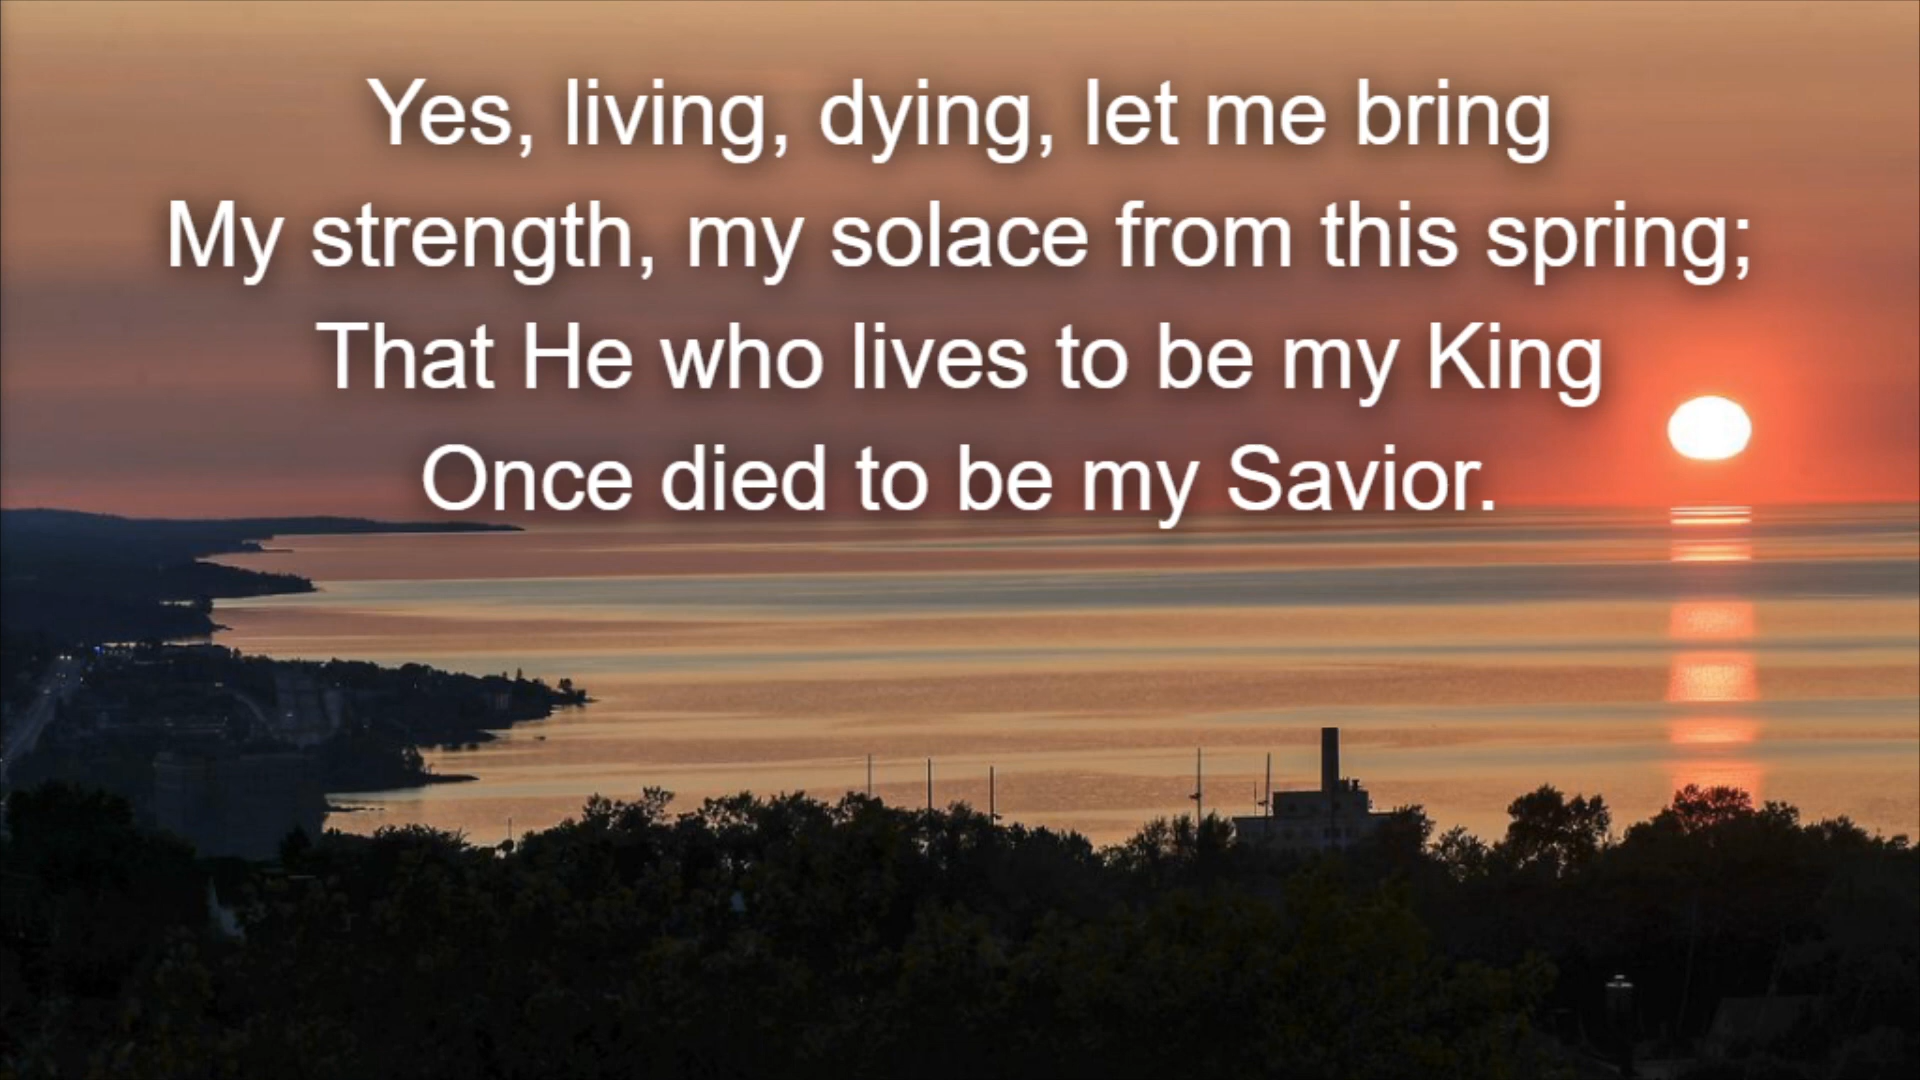 Yes, living, dying, let me bring
My strength, my solace from this spring;
That He who lives to be my King
Once died to be my Savior.